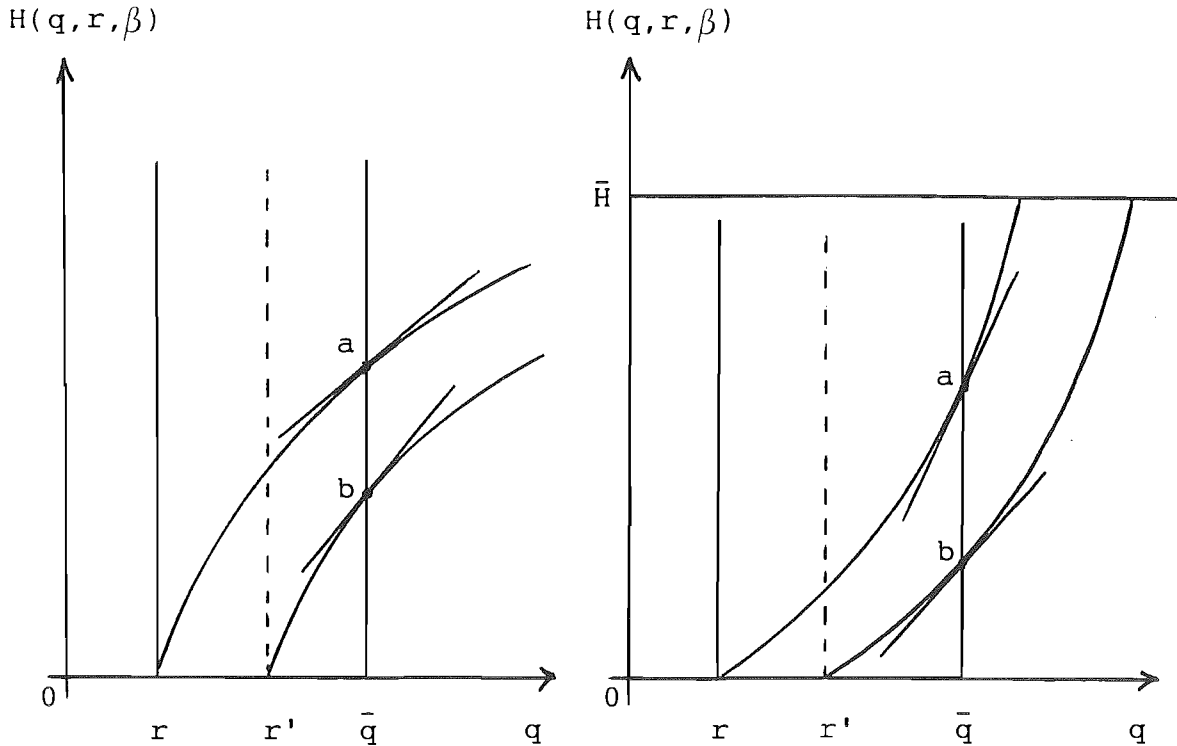 H(q,r,β)
a
b
0 r r' q̄ q
H(q,r,β)
H̄
a
b
0 r r' q̄ q